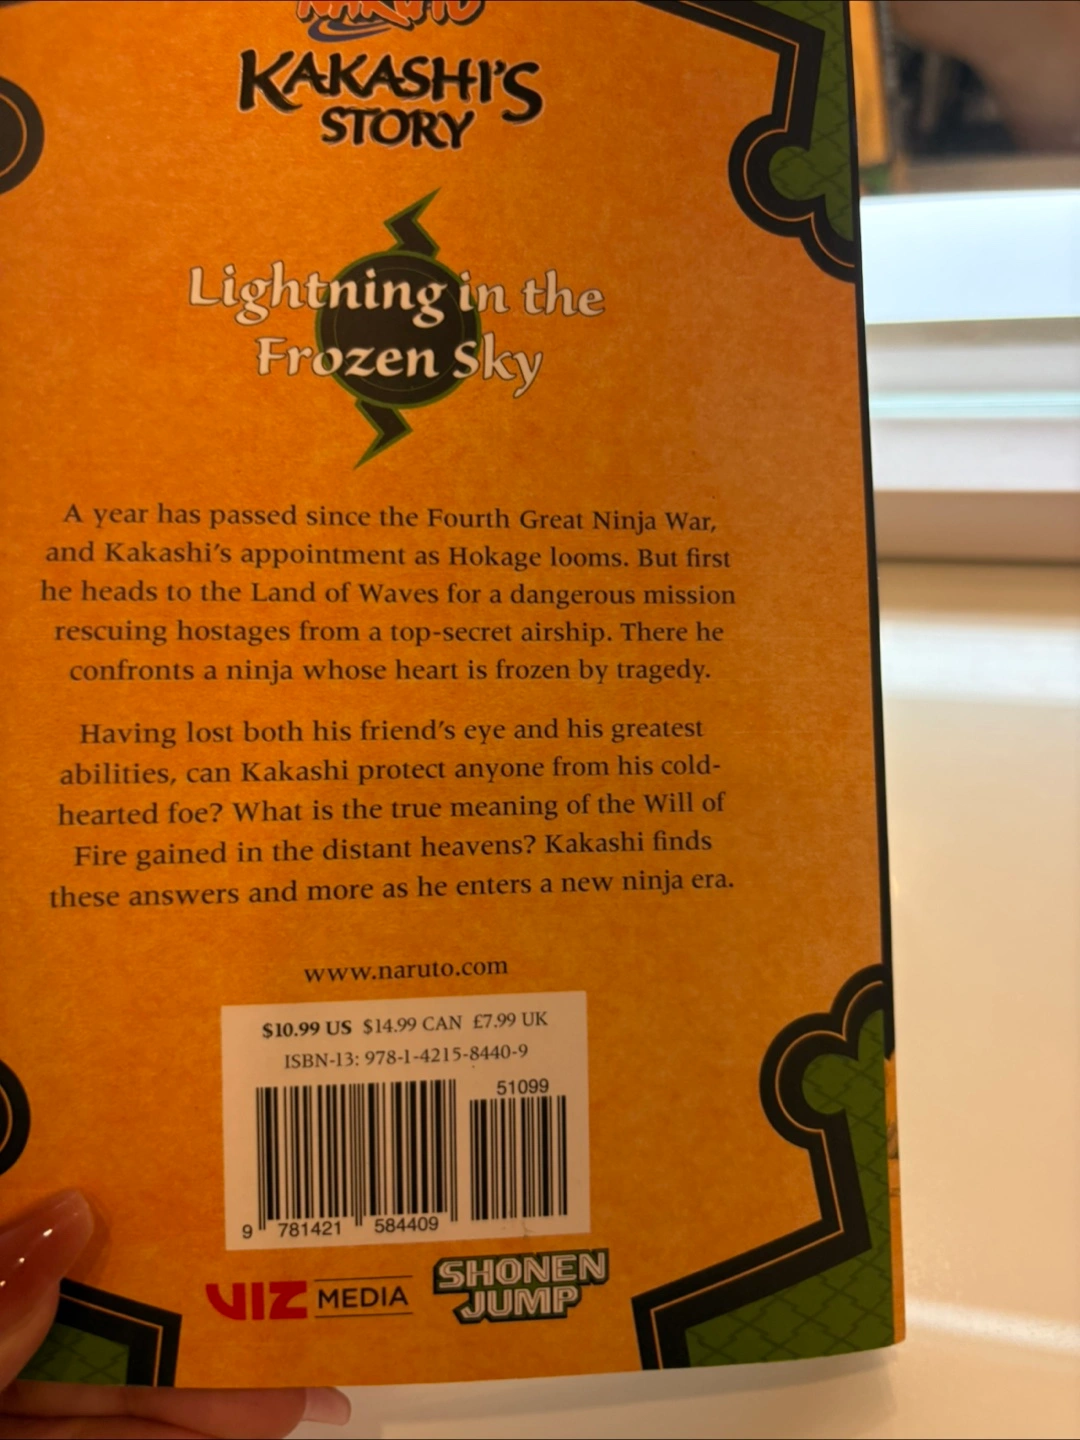 NARUTO
KAKASHI'S
STORY
Lightning in the
Frozen Sky
A year has passed since the Fourth Great Ninja War,
and Kakashi's appointment as Hokage looms. But first
he heads to the Land of Waves for a dangerous mission
rescuing hostages from a top-secret airship. There he
confronts a ninja whose heart is frozen by tragedy.
Having lost both his friend's eye and his greatest
abilities, can Kakashi protect anyone from his cold-
hearted foe? What is the true meaning of the Will of
Fire gained in the distant heavens? Kakashi finds
these answers and more as he enters a new ninja era.
www.naruto.com
$10.99 US $14.99 CAN £7.99 UK
ISBN-13: 978-1-4215-8440-9
51099
9 781421 584409
VIZ MEDIA
SHONEN
JUMP